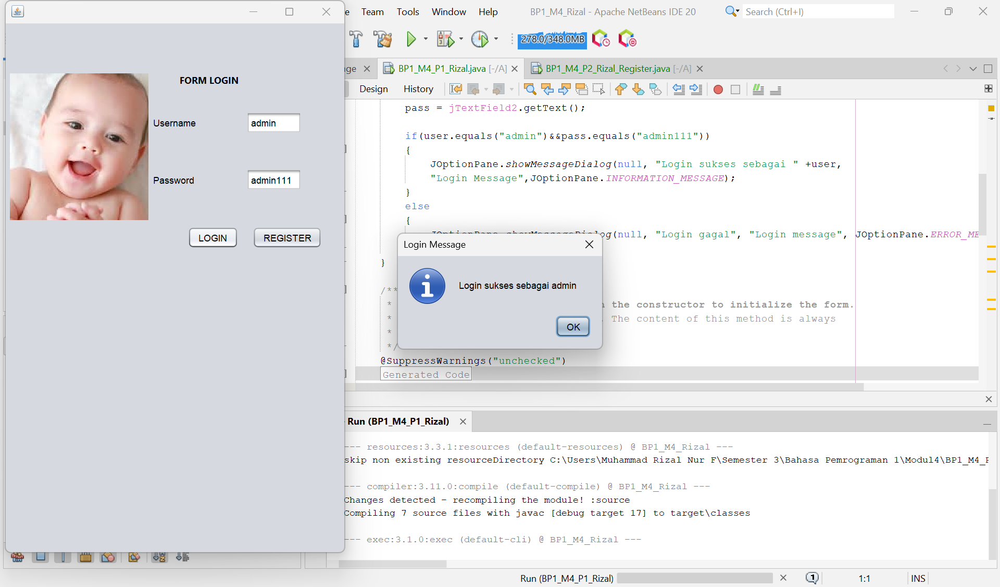 Team Tools Window Help BP1_M4_Rizal - Apache NetBeans IDE 20 Search (Ctrl+I)
278.0/348.0MB
BP1_M4_P1_Rizal.java [-/A] BP1_M4_P2_Rizal_Register.java [-/A]
Design History
FORM LOGIN
Username admin
Password admin111
LOGIN REGISTER
pass = jTextField2.getText();
if(user.equals("admin")&&pass.equals("admin111"))
{
JOptionPane.showMessageDialog(null, "Login sukses sebagai " +user,
"Login Message",JOptionPane.INFORMATION_MESSAGE);
}
else
{
(null, "Login gagal", "Login message", JOptionPane.ERROR_ME
}
Login Message
Login sukses sebagai admin
OK
/**
* the constructor to initialize the form.
* The content of this method is always
*
*/
@SuppressWarnings("unchecked")
Generated Code
Run (BP1_M4_P1_Rizal)
--- resources:3.3.1:resources (default-resources) @ BP1_M4_Rizal ---
skip non existing resourceDirectory C:\Users\Muhammad Rizal Nur F\Semester 3\Bahasa Pemrograman 1\Modul4\BP1_M4_
--- compiler:3.11.0:compile (default-compile) @ BP1_M4_Rizal ---
Changes detected - recompiling the module! :source
Compiling 7 source files with javac [debug target 17] to target\classes
--- exec:3.1.0:exec (default-cli) @ BP1_M4_Rizal ---
Run (BP1_M4_P1_Rizal) 1 1:1 INS